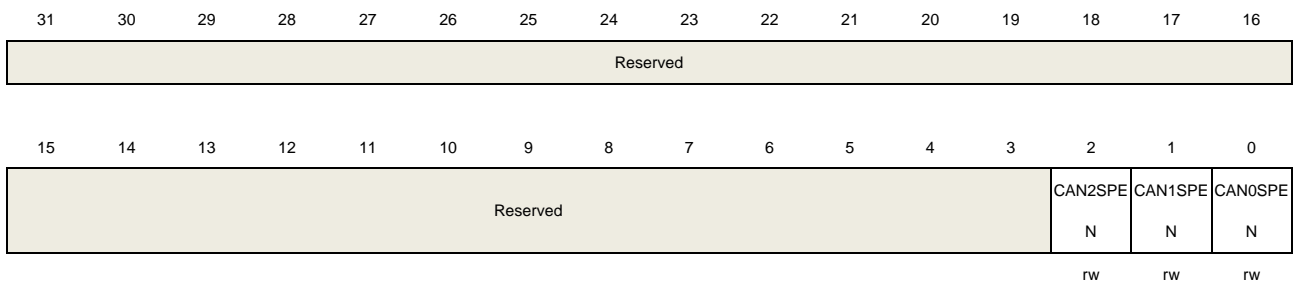 31 30 29 28 27 26 25 24 23 22 21 20 19 18 17 16
Reserved
15 14 13 12 11 10 9 8 7 6 5 4 3 2 1 0
Reserved
CAN2SPE CAN1SPE CAN0SPE
N N N
rw rw rw